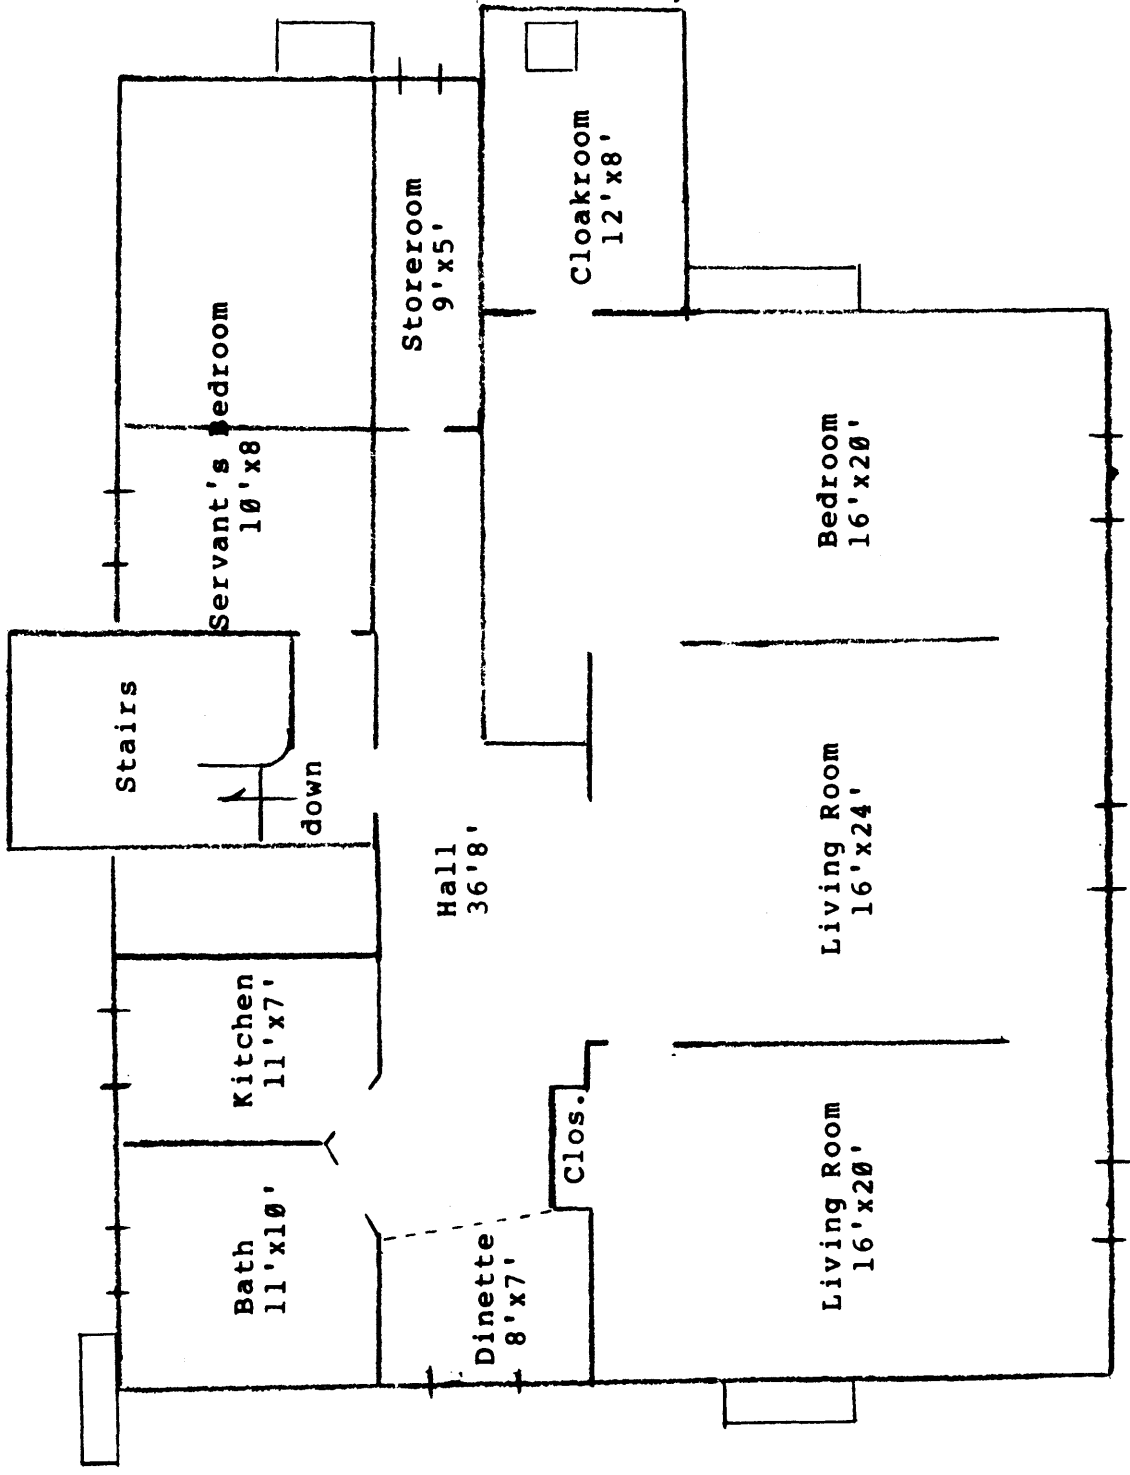 Servant's Bedroom
10'x8
Storeroom
9'x5'
Cloakroom
12'x8'
Stairs
down
Hall
36'8'
Bedroom
16'x20'
Kitchen
11'x7'
Living Room
16'x24'
Bath
11'x10'
Clos.
Dinette
8'x7'
Living Room
16'x20'